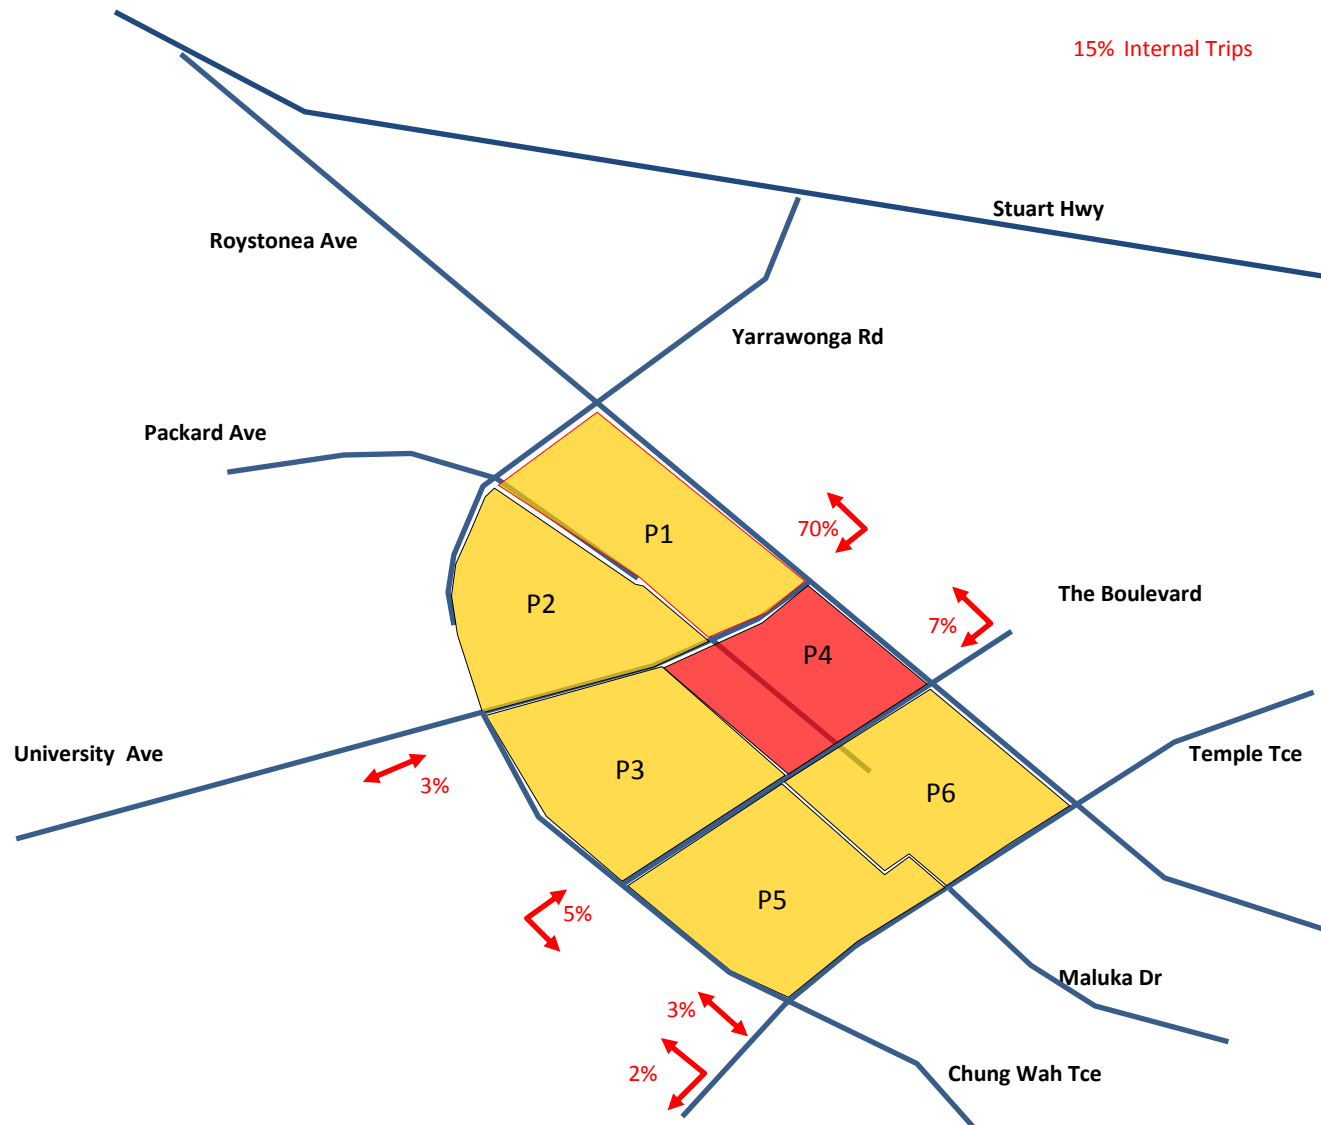 15% Internal Trips
Stuart Hwy
Roystonea Ave
Yarrawonga Rd
Packard Ave
P1
70%
The Boulevard
P2
7%
P4
University Ave
Temple Tce
P3
3%
P6
P5
5%
Maluka Dr
3%
2%
Chung Wah Tce